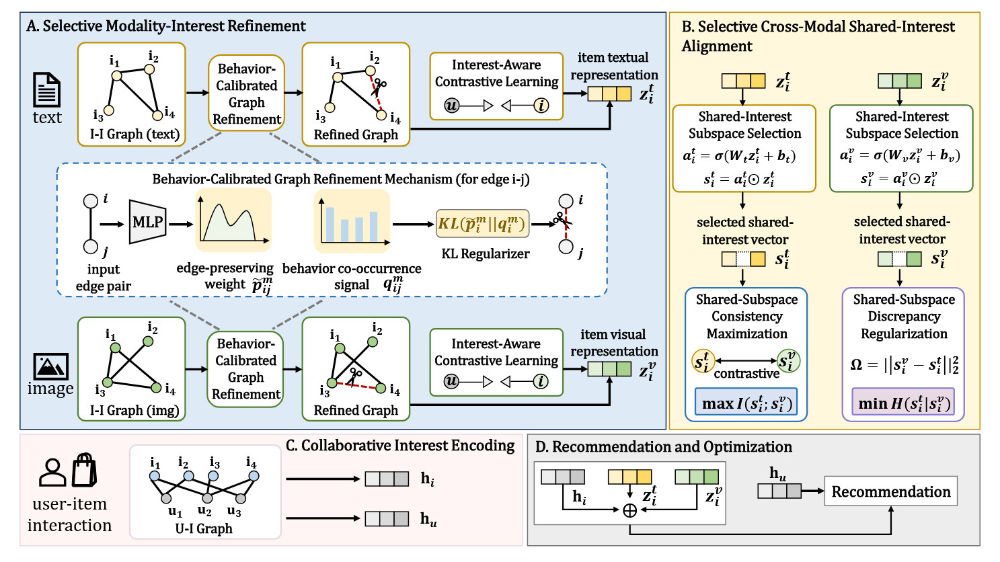 A. Selective Modality-Interest Refinement
text
i₁
i₂
i₃
i₄
I-I Graph (text)
Behavior-
Calibrated
Graph
Refinement
i₁
i₂
i₃
i₄
Refined Graph
Interest-Aware
Contrastive Learning
u
i
item textual
representation
z_i^t
Behavior-Calibrated Graph Refinement Mechanism (for edge i-j)
i
j
input
edge pair
MLP
edge-preserving
weight p̃_{ij}^m
behavior co-occurrence
signal q_{ij}^m
KL(p̃_i^m||q_i^m)
KL Regularizer
i
j
image
i₁
i₂
i₃
i₄
I-I Graph (img)
Behavior-
Calibrated
Graph
Refinement
i₁
i₂
i₃
i₄
Refined Graph
Interest-Aware
Contrastive Learning
u
i
item visual
representation
z_i^v
B. Selective Cross-Modal Shared-Interest
Alignment
z_i^t
Shared-Interest
Subspace Selection
a_i^t = σ(W_t z_i^t + b_t)
s_i^t = a_i^t ⊙ z_i^t
selected shared-
interest vector
s_i^t
z_i^v
Shared-Interest
Subspace Selection
a_i^v = σ(W_v z_i^v + b_v)
s_i^v = a_i^v ⊙ z_i^v
selected shared-
interest vector
s_i^v
Shared-Subspace
Consistency
Maximization
s_i^t
s_i^v
contrastive
max I(s_i^t; s_i^v)
Shared-Subspace
Discrepancy
Regularization
Ω = ||s_i^v − s_i^t||_2^2
min H(s_i^t|s_i^v)
C. Collaborative Interest Encoding
user-item
interaction
i₁
i₂
i₃
i₄
u₁
u₂
u₃
U-I Graph
h_i
h_u
D. Recommendation and Optimization
h_i
z_i^t
z_i^v
⊕
h_u
Recommendation